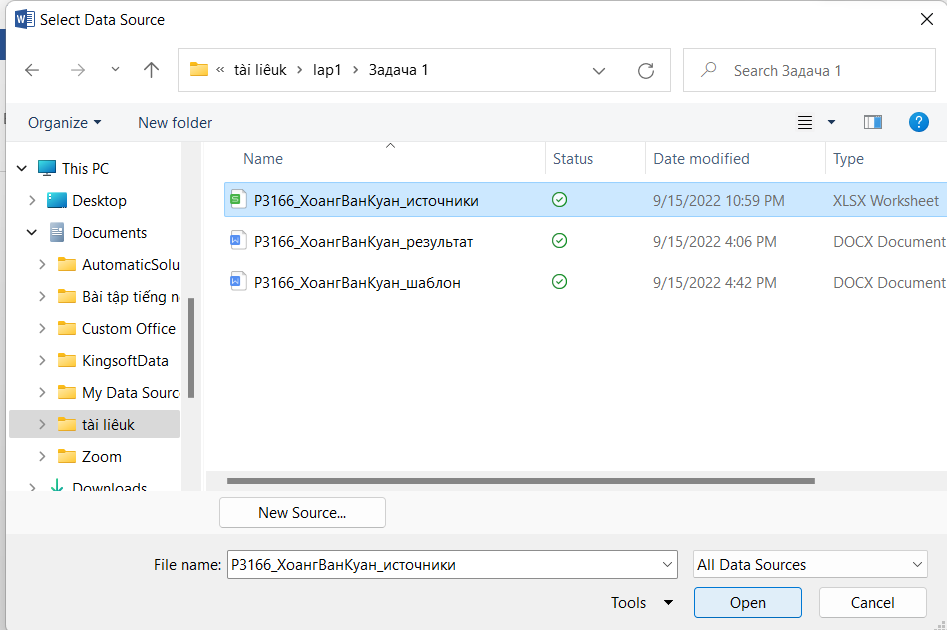 Select Data Source
« tài liêuk > lap1 > Задача 1
Search Задача 1
Organize
New folder
Name
Status
Date modified
Type
This PC
Desktop
Documents
AutomaticSolu
Bài tập tiếng n
Custom Office
KingsoftData
My Data Sourc
tài liêuk
Zoom
Downloads
P3166_ХоангВанКуан_источники 9/15/2022 10:59 PM XLSX Worksheet
P3166_ХоангВанКуан_результат 9/15/2022 4:06 PM DOCX Document
P3166_ХоангВанКуан_шаблон 9/15/2022 4:42 PM DOCX Document
New Source...
File name: P3166_ХоангВанКуан_источники
All Data Sources
Tools
Open
Cancel